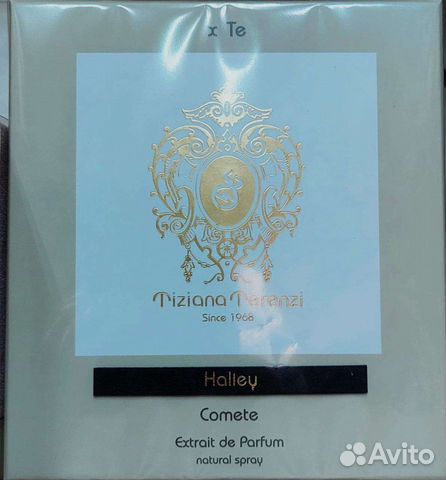 x Te
Tiziana Terenzi
Since 1968
Halley
Comete
Extrait de Parfum
natural spray
Avito